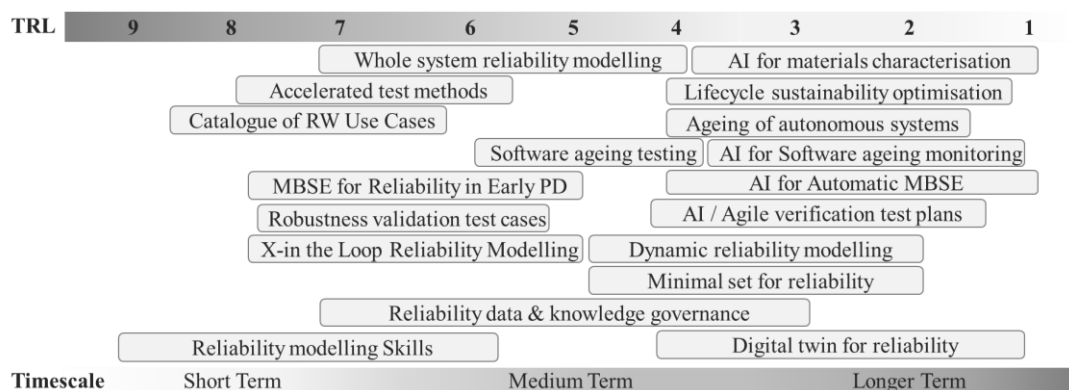 TRL 9 8 7 6 5 4 3 2 1
Whole system reliability modelling AI for materials characterisation
Accelerated test methods Lifecycle sustainability optimisation
Catalogue of RW Use Cases Ageing of autonomous systems
Software ageing testing AI for Software ageing monitoring
MBSE for Reliability in Early PD AI for Automatic MBSE
Robustness validation test cases AI / Agile verification test plans
X-in the Loop Reliability Modelling Dynamic reliability modelling
Minimal set for reliability
Reliability data & knowledge governance
Reliability modelling Skills Digital twin for reliability
Timescale Short Term Medium Term Longer Term